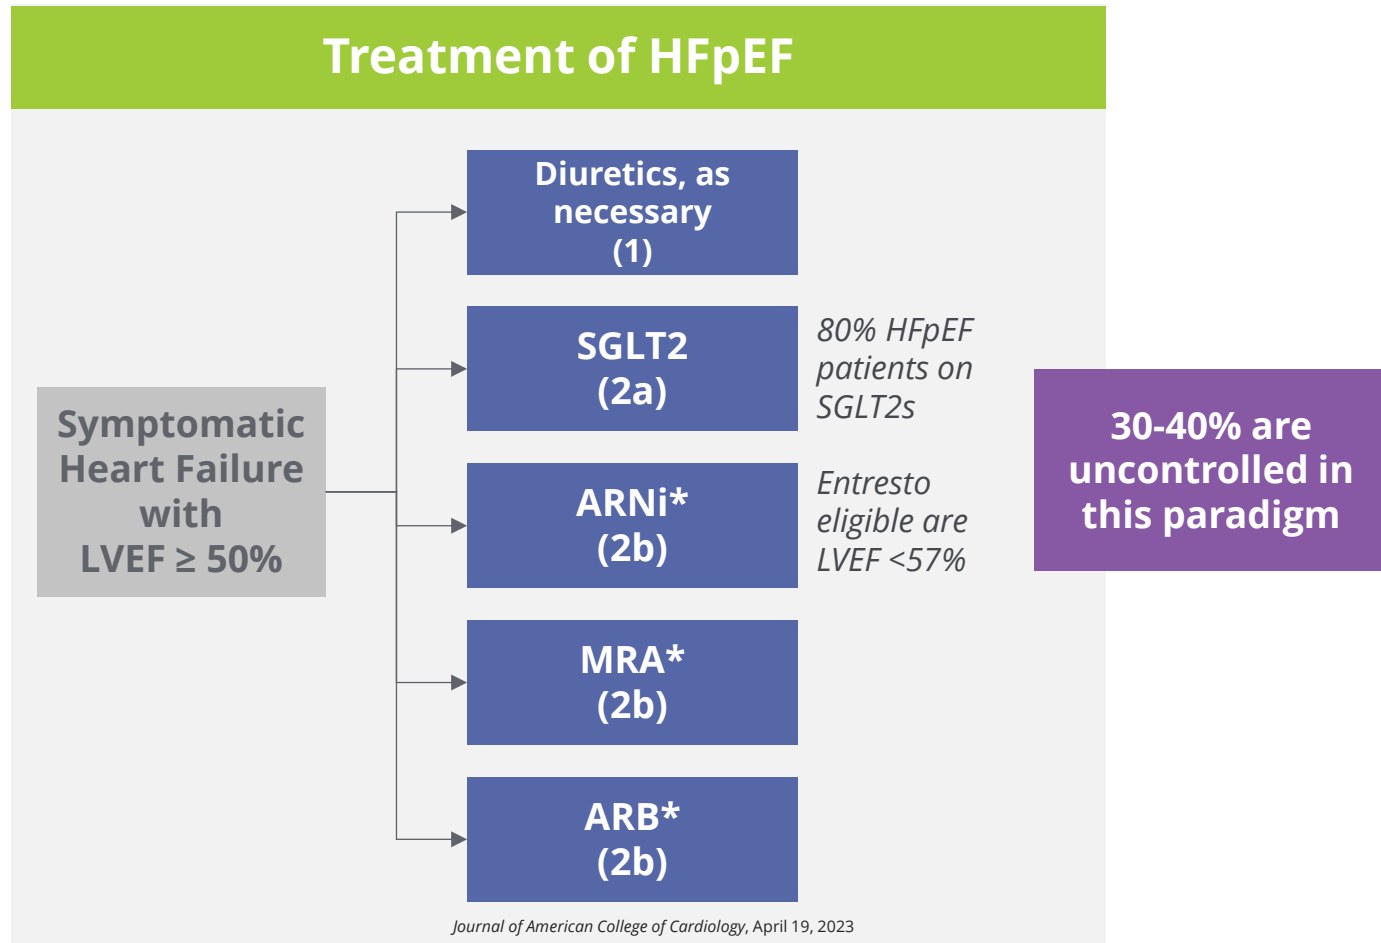 Treatment of HFpEF
Diuretics, as
necessary
(1)
SGLT2
(2a)
80% HFpEF
patients on
SGLT2s
Symptomatic
Heart Failure
with
LVEF ≥ 50%
30-40% are
uncontrolled in
this paradigm
ARNi*
(2b)
Entresto
eligible are
LVEF <57%
MRA*
(2b)
ARB*
(2b)
Journal of American College of Cardiology, April 19, 2023